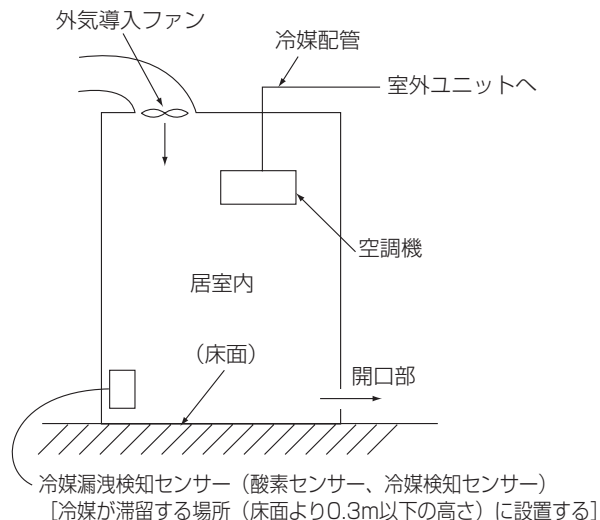 外気導入ファン
冷媒配管
室外ユニットへ
空調機
居室内
（床面）
開口部
冷媒漏洩検知センサー（酸素センサー、冷媒検知センサー）
［冷媒が滞留する場所（床面より0.3m以下の高さ）に設置する］